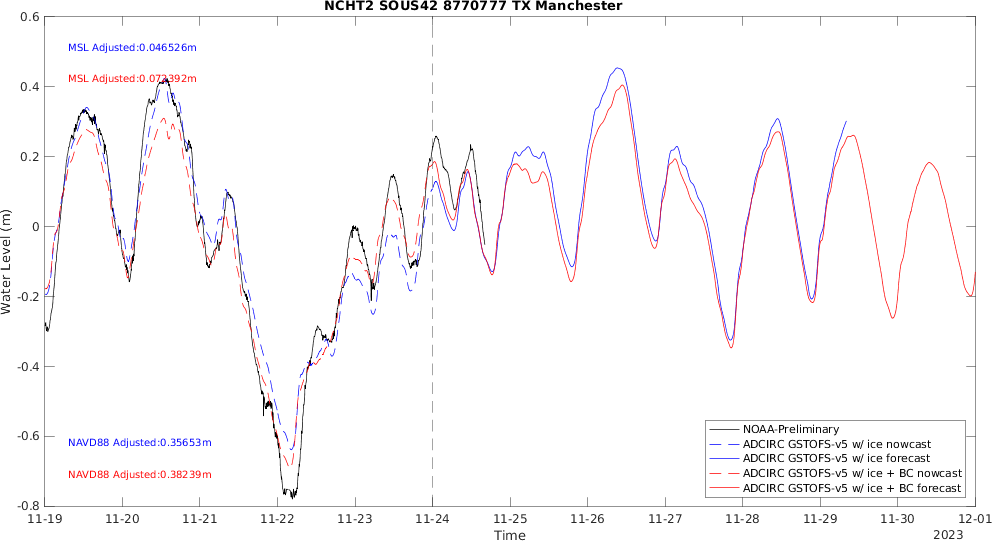 NCHT2 SOUS42 8770777 TX Manchester
0.6
MSL Adjusted:0.046526m
MSL Adjusted:0.072392m
0.4
0.2
0
-0.2
-0.4
-0.6
-0.8
Water Level (m)
NAVD88 Adjusted:0.35653m
NAVD88 Adjusted:0.38239m
NOAA-Preliminary
ADCIRC GSTOFS-v5 w/ ice nowcast
ADCIRC GSTOFS-v5 w/ ice forecast
ADCIRC GSTOFS-v5 w/ ice + BC nowcast
ADCIRC GSTOFS-v5 w/ ice + BC forecast
11-19 11-20 11-21 11-22 11-23 11-24 11-25 11-26 11-27 11-28 11-29 11-30 12-01
Time
2023